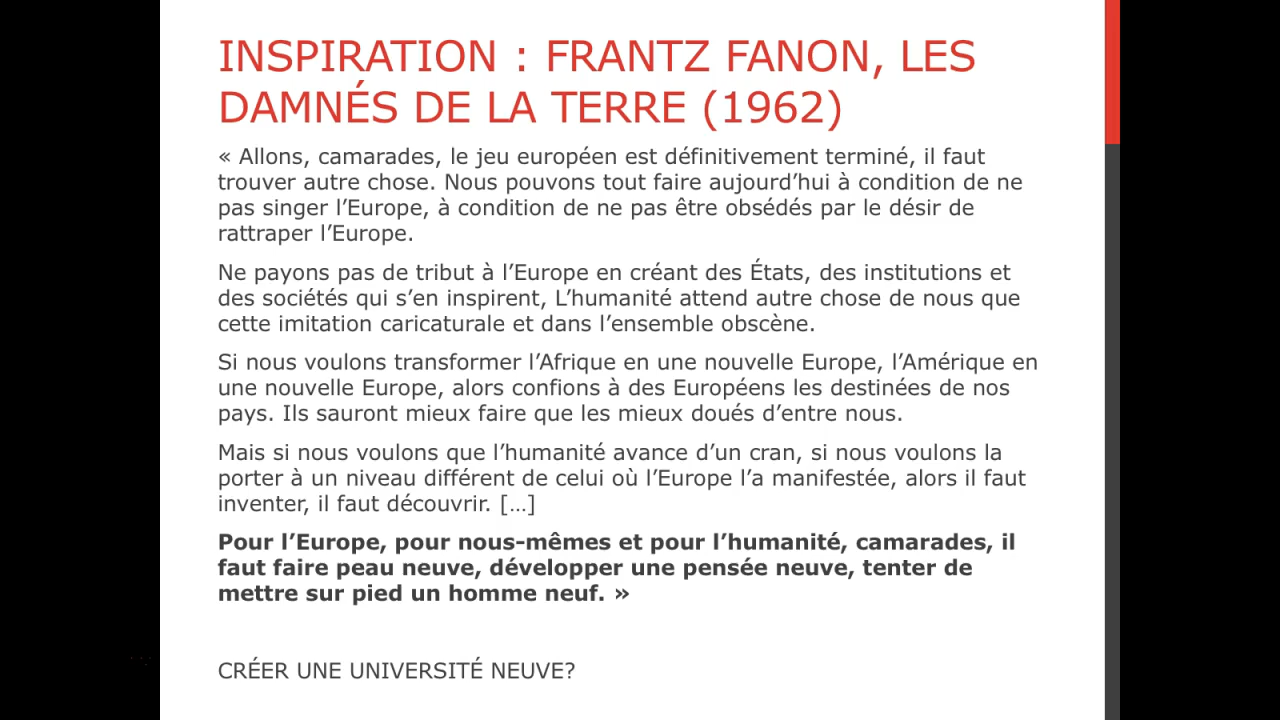 INSPIRATION : FRANTZ FANON, LES
DAMNÉS DE LA TERRE (1962)
« Allons, camarades, le jeu européen est définitivement terminé, il faut
trouver autre chose. Nous pouvons tout faire aujourd’hui à condition de ne
pas singer l’Europe, à condition de ne pas être obsédés par le désir de
rattraper l’Europe.
Ne payons pas de tribut à l’Europe en créant des États, des institutions et
des sociétés qui s’en inspirent, L’humanité attend autre chose de nous que
cette imitation caricaturale et dans l’ensemble obscène.
Si nous voulons transformer l’Afrique en une nouvelle Europe, l’Amérique en
une nouvelle Europe, alors confions à des Européens les destinées de nos
pays. Ils sauront mieux faire que les mieux doués d’entre nous.
Mais si nous voulons que l’humanité avance d’un cran, si nous voulons la
porter à un niveau différent de celui où l’Europe l’a manifestée, alors il faut
inventer, il faut découvrir. […]
Pour l’Europe, pour nous-mêmes et pour l’humanité, camarades, il
faut faire peau neuve, développer une pensée neuve, tenter de
mettre sur pied un homme neuf. »
CRÉER UNE UNIVERSITÉ NEUVE?